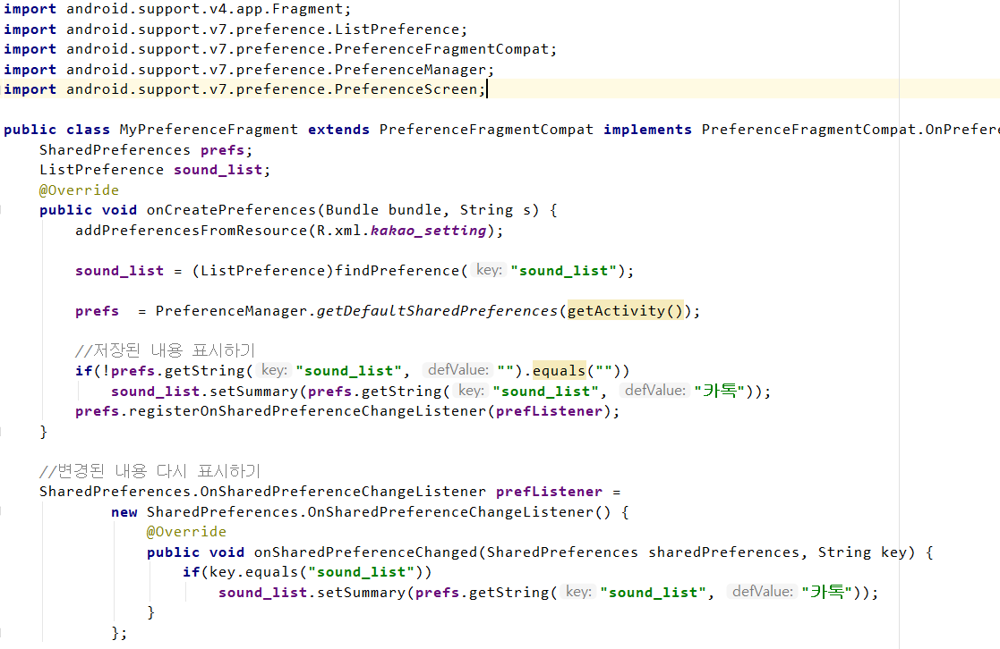 import android.support.v4.app.Fragment;
import android.support.v7.preference.ListPreference;
import android.support.v7.preference.PreferenceFragmentCompat;
import android.support.v7.preference.PreferenceManager;
import android.support.v7.preference.PreferenceScreen;
public class MyPreferenceFragment extends PreferenceFragmentCompat implements PreferenceFragmentCompat.OnPrefere
SharedPreferences prefs;
ListPreference sound_list;
@Override
public void onCreatePreferences(Bundle bundle, String s) {
addPreferencesFromResource(R.xml.kakao_setting);
sound_list = (ListPreference)findPreference( key: "sound_list");
prefs  = PreferenceManager.getDefaultSharedPreferences(getActivity());
//저장된 내용 표시하기
if(!prefs.getString( key: "sound_list", defValue: "").equals(""))
sound_list.setSummary(prefs.getString( key: "sound_list", defValue: "카톡"));
prefs.registerOnSharedPreferenceChangeListener(prefListener);
}
//변경된 내용 다시 표시하기
SharedPreferences.OnSharedPreferenceChangeListener prefListener =
new SharedPreferences.OnSharedPreferenceChangeListener() {
@Override
public void onSharedPreferenceChanged(SharedPreferences sharedPreferences, String key) {
if(key.equals("sound_list"))
sound_list.setSummary(prefs.getString( key: "sound_list", defValue: "카톡"));
}
};